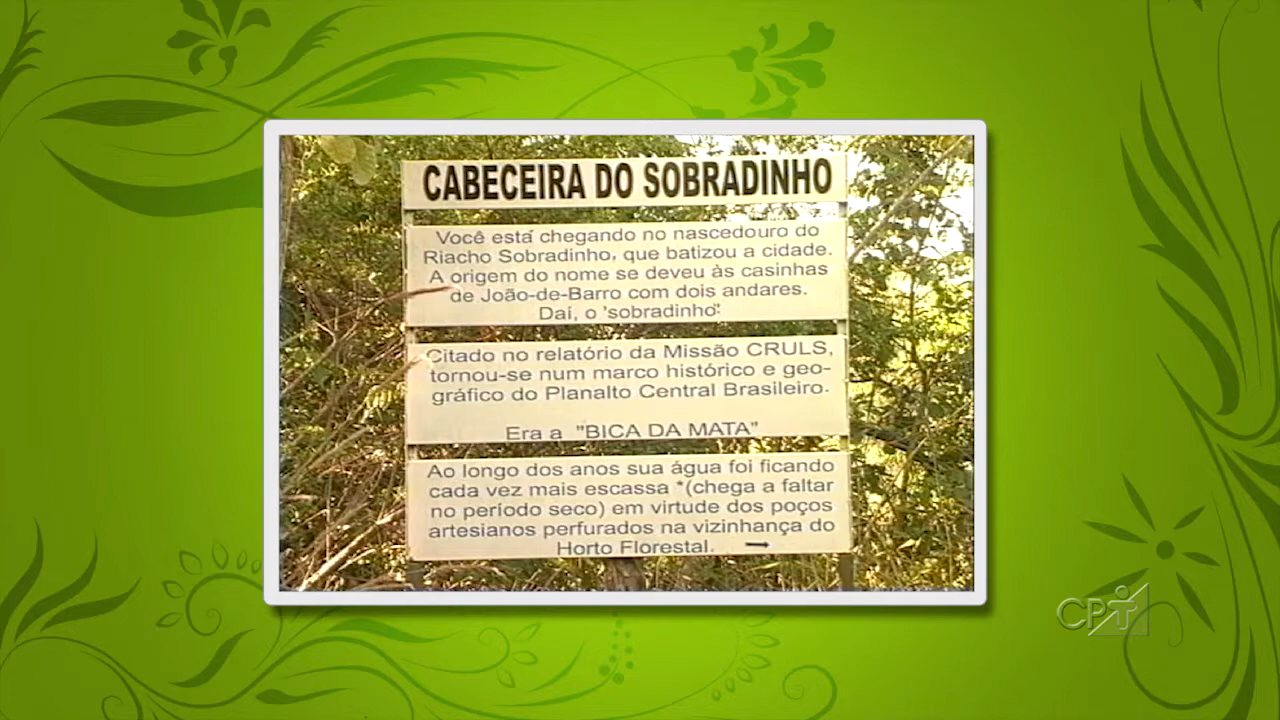 CABECEIRA DO SOBRADINHO
Você está chegando no nascedouro do
Riacho Sobradinho, que batizou a cidade.
A origem do nome se deveu às casinhas
de João-de-Barro com dois andares.
Daí, o "sobradinho".
Citado no relatório da Missão CRULS,
tornou-se num marco histórico e geo-
gráfico do Planalto Central Brasileiro.
Era a "BICA DA MATA"
Ao longo dos anos sua água foi ficando
cada vez mais escassa *(chega a faltar
no período seco) em virtude dos poços
artesianos perfurados na vizinhança do
Horto Florestal.
CPT